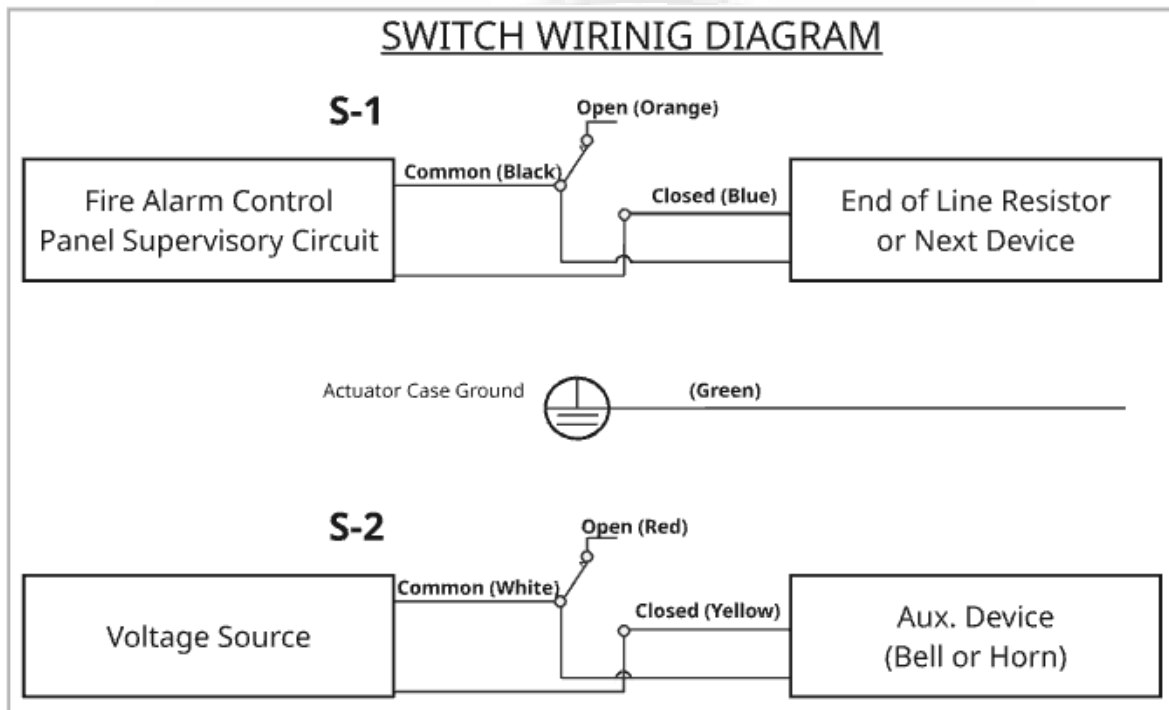 SWITCH WIRINIG DIAGRAM
S-1
Open (Orange)
Common (Black)
Closed (Blue)
Fire Alarm Control
Panel Supervisory Circuit
End of Line Resistor
or Next Device
Actuator Case Ground
(Green)
S-2
Open (Red)
Common (White)
Closed (Yellow)
Voltage Source
Aux. Device
(Bell or Horn)